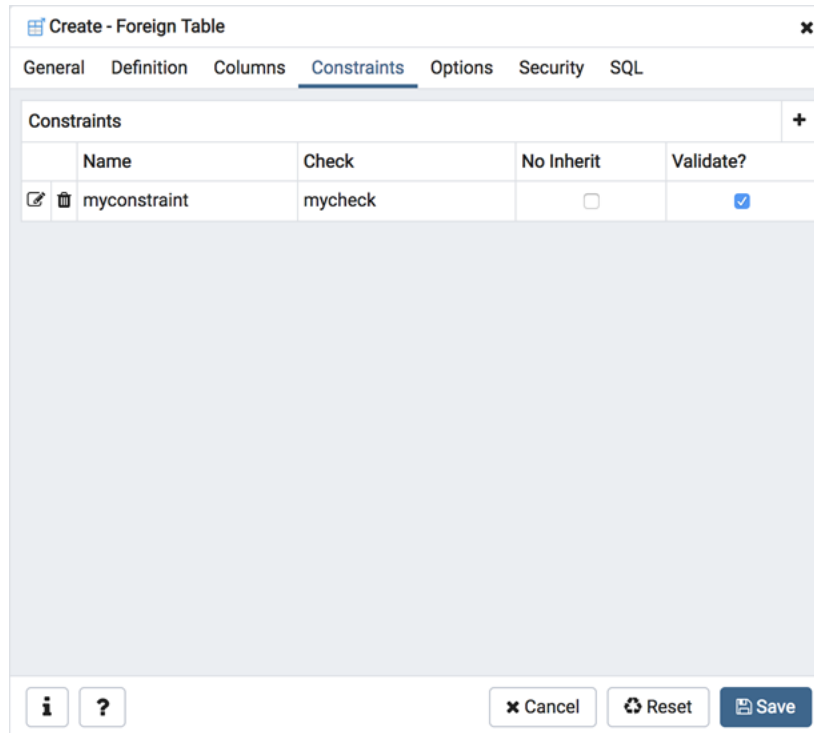 Create - Foreign Table
General Definition Columns Constraints Options Security SQL
Constraints
Name Check No Inherit Validate?
myconstraint mycheck
i ? Cancel Reset Save